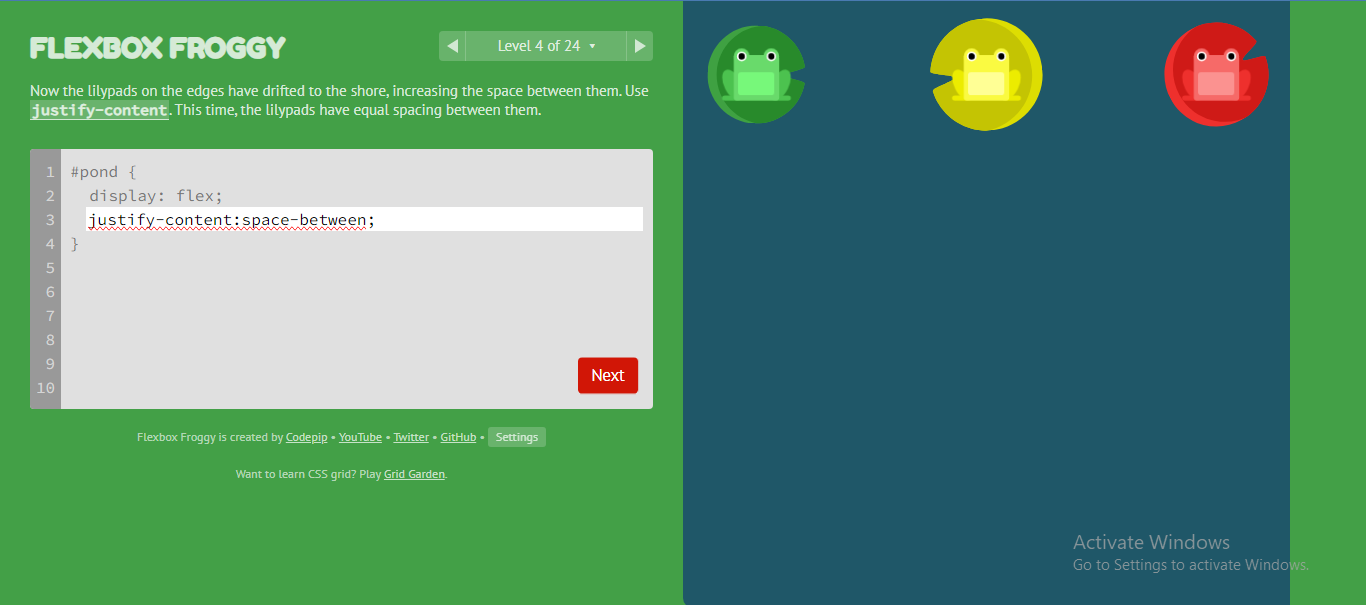 FLEXBOX FROGGY
Level 4 of 24
Now the lilypads on the edges have drifted to the shore, increasing the space between them. Use
justify-content. This time, the lilypads have equal spacing between them.
1 #pond {
2 display: flex;
3 justify-content:space-between;
4 }
5
6
7
8
9
10
Next
Flexbox Froggy is created by Codepip • YouTube • Twitter • GitHub • Settings
Want to learn CSS grid? Play Grid Garden.
Activate Windows
Go to Settings to activate Windows.